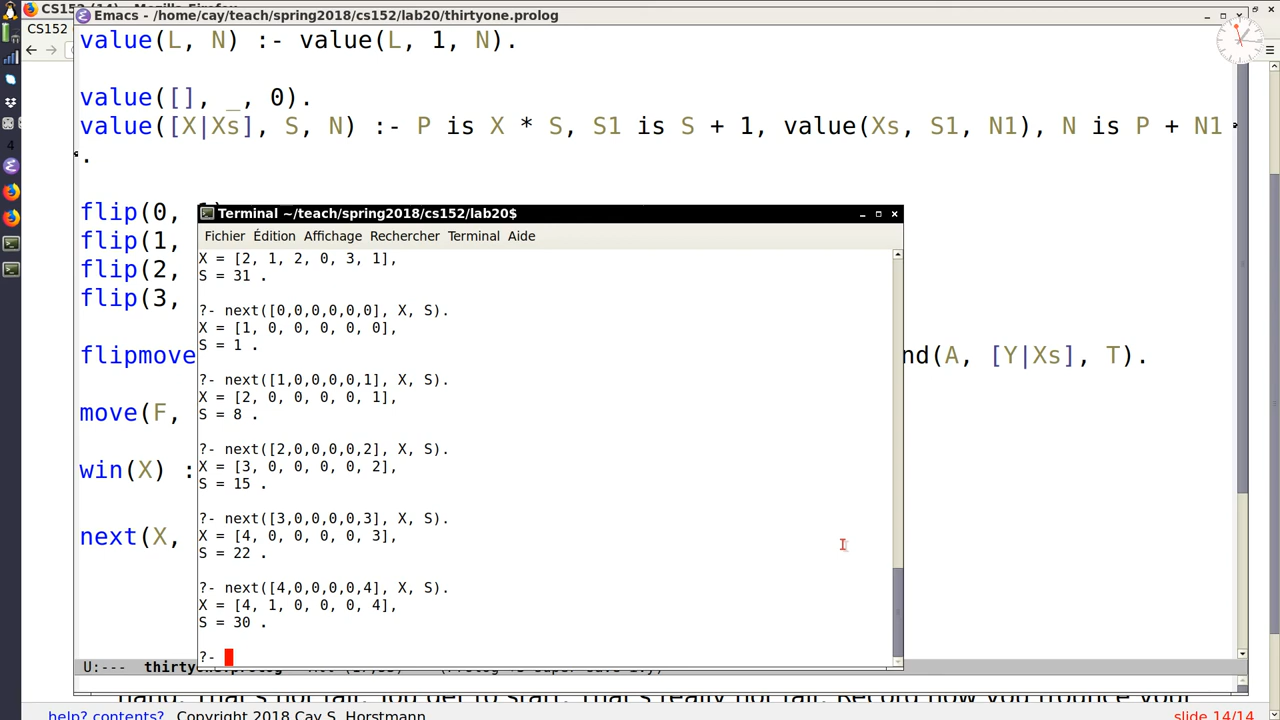 Emacs - /home/cay/teach/spring2018/cs152/lab20/thirtyone.prolog
CS152
value(L, N) :- value(L, 1, N).
value([], _, 0).
value([X|Xs], S, N) :- P is X * S, S1 is S + 1, value(Xs, S1, N1), N is P + N1
.
flip(0,
flip(1,
flip(2,
flip(3,
flipmove
nd(A, [Y|Xs], T).
move(F,
win(X) :
next(X,
Terminal ~/teach/spring2018/cs152/lab20$
Fichier Édition Affichage Rechercher Terminal Aide
X = [2, 1, 2, 0, 3, 1],
S = 31 .
?- next([0,0,0,0,0,0], X, S).
X = [1, 0, 0, 0, 0, 0],
S = 1 .
?- next([1,0,0,0,0,1], X, S).
X = [2, 0, 0, 0, 0, 1],
S = 8 .
?- next([2,0,0,0,0,2], X, S).
X = [3, 0, 0, 0, 0, 2],
S = 15 .
?- next([3,0,0,0,0,3], X, S).
X = [4, 0, 0, 0, 0, 3],
S = 22 .
?- next([4,0,0,0,0,4], X, S).
X = [4, 1, 0, 0, 0, 4],
S = 30 .
?-
U:---
help? contents? Copyright 2018 Cay S. Horstmann
slide 14/14